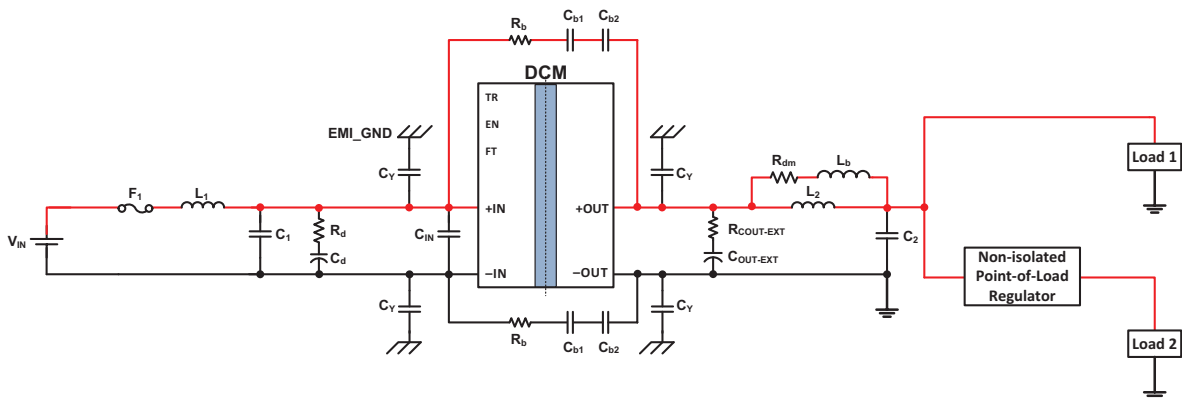 Rb
Cb1
Cb2
DCM
TR
EN
FT
EMI_GND
CY
CY
F1
L1
+IN
+OUT
Rdm
Lb
L2
Load 1
VIN
C1
Rd
Cd
CIN
RCOUT-EXT
COUT-EXT
C2
–IN
–OUT
Non-isolated
Point-of-Load
Regulator
CY
CY
Rb
Cb1
Cb2
Load 2